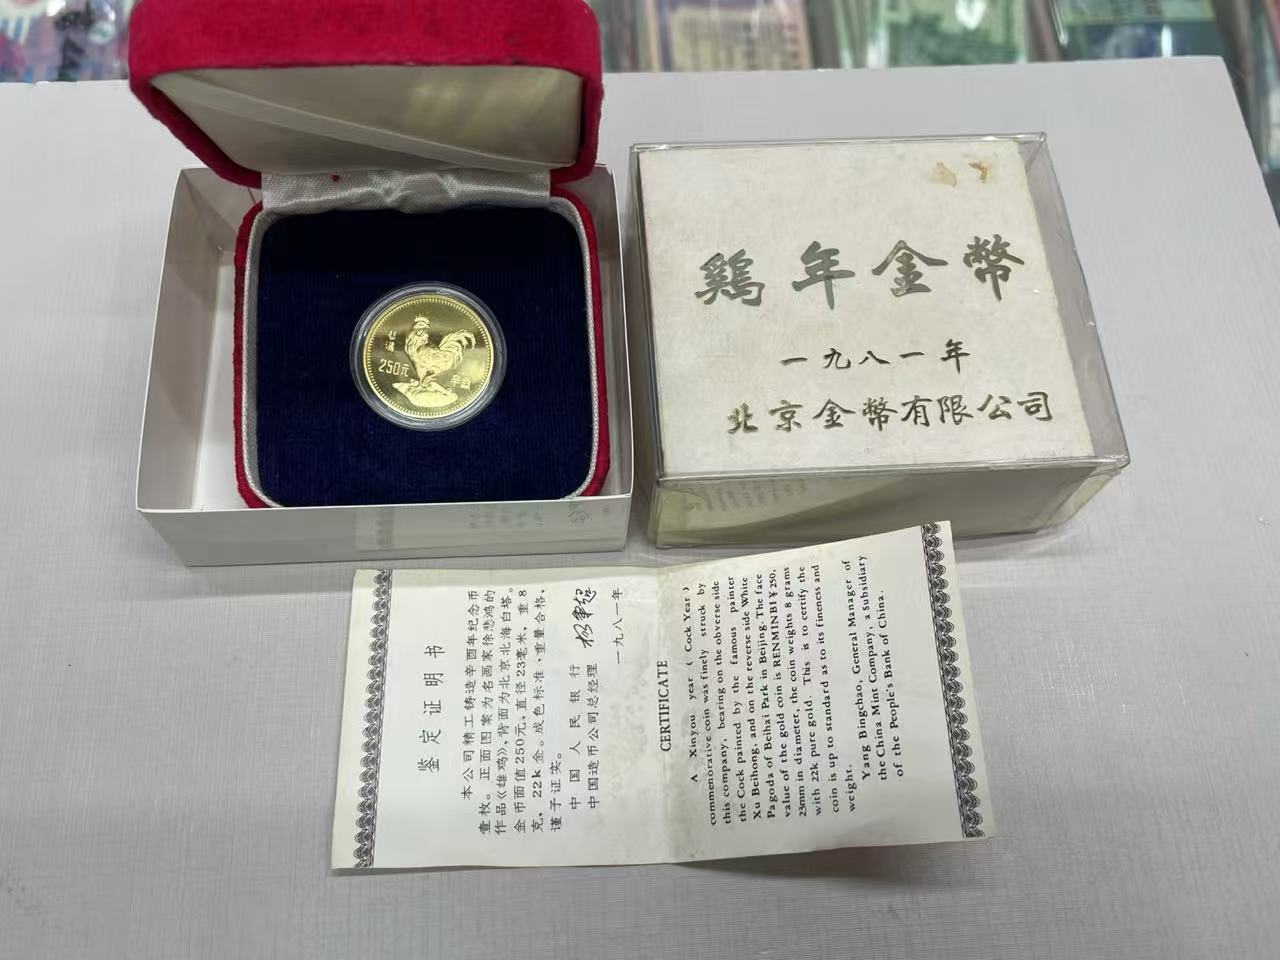 250元
辛酉
鷄年金幣
一九八一年
北京金幣有限公司
鉴定证明书
本公司精工铸造辛酉年纪念币
壹枚。正面图案为名画家徐悲鸿的
作品《雄鸡》,背面为北京北海白塔。
金币面值250元,直径23毫米,重8
克,22k金。成色标准、重量合格,
谨予证实。
中国人民银行
中国造币公司总经理
一九八一年
CERTIFICATE
A Xinyou year ( Cock Year )
commemorative coin was finely struck by
this company, bearing on the obverse side
the Cock painted by the famous painter
Xu Beihong, and on the reverse side White
Pagoda of Beihai Park in Beijing. The face
value of the gold coin is RENMINBI ¥ 250,
23mm in diameter, the coin weights 8 grams
with 22k pure gold. This is to certify the
coin is up to standard as to its fineness and
weight.
Yang Bingchao, General Manager of
the China Mint Company, a Subsidiary
of the People's Bank of China.